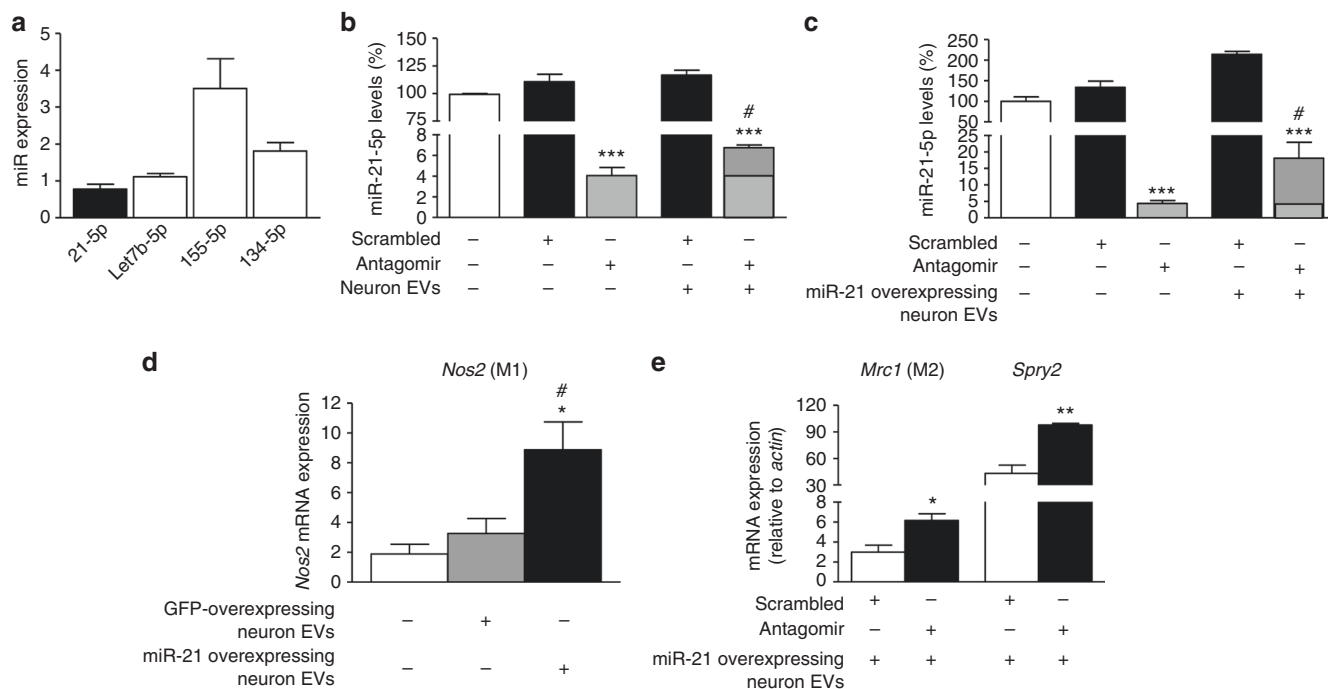 a
miR expression
5
4
3
2
1
0
21-5p
Let7b-5p
155-5p
134-5p
b
miR-21-5p levels (%)
150
125
100
75
8
6
4
2
0
***
#
***
Scrambled – + – + –
Antagomir – – + – +
Neuron EVs – – – + +
c
miR-21-5p levels (%)
250
200
150
100
50
25
20
15
10
5
0
***
#
***
Scrambled – + – + –
Antagomir – – + – +
miR-21 overexpressing – – – + +
neuron EVs
d
Nos2 (M1)
Nos2 mRNA expression
12
10
8
6
4
2
0
#
*
GFP-overexpressing
neuron EVs – + –
miR-21 overexpressing
neuron EVs – – +
e
Mrc1 (M2) Spry2
mRNA expression
(relative to actin)
120
90
60
30
8
6
4
2
0
*
**
Scrambled + – + –
Antagomir – + – +
miR-21 overexpressing + + + +
neuron EVs